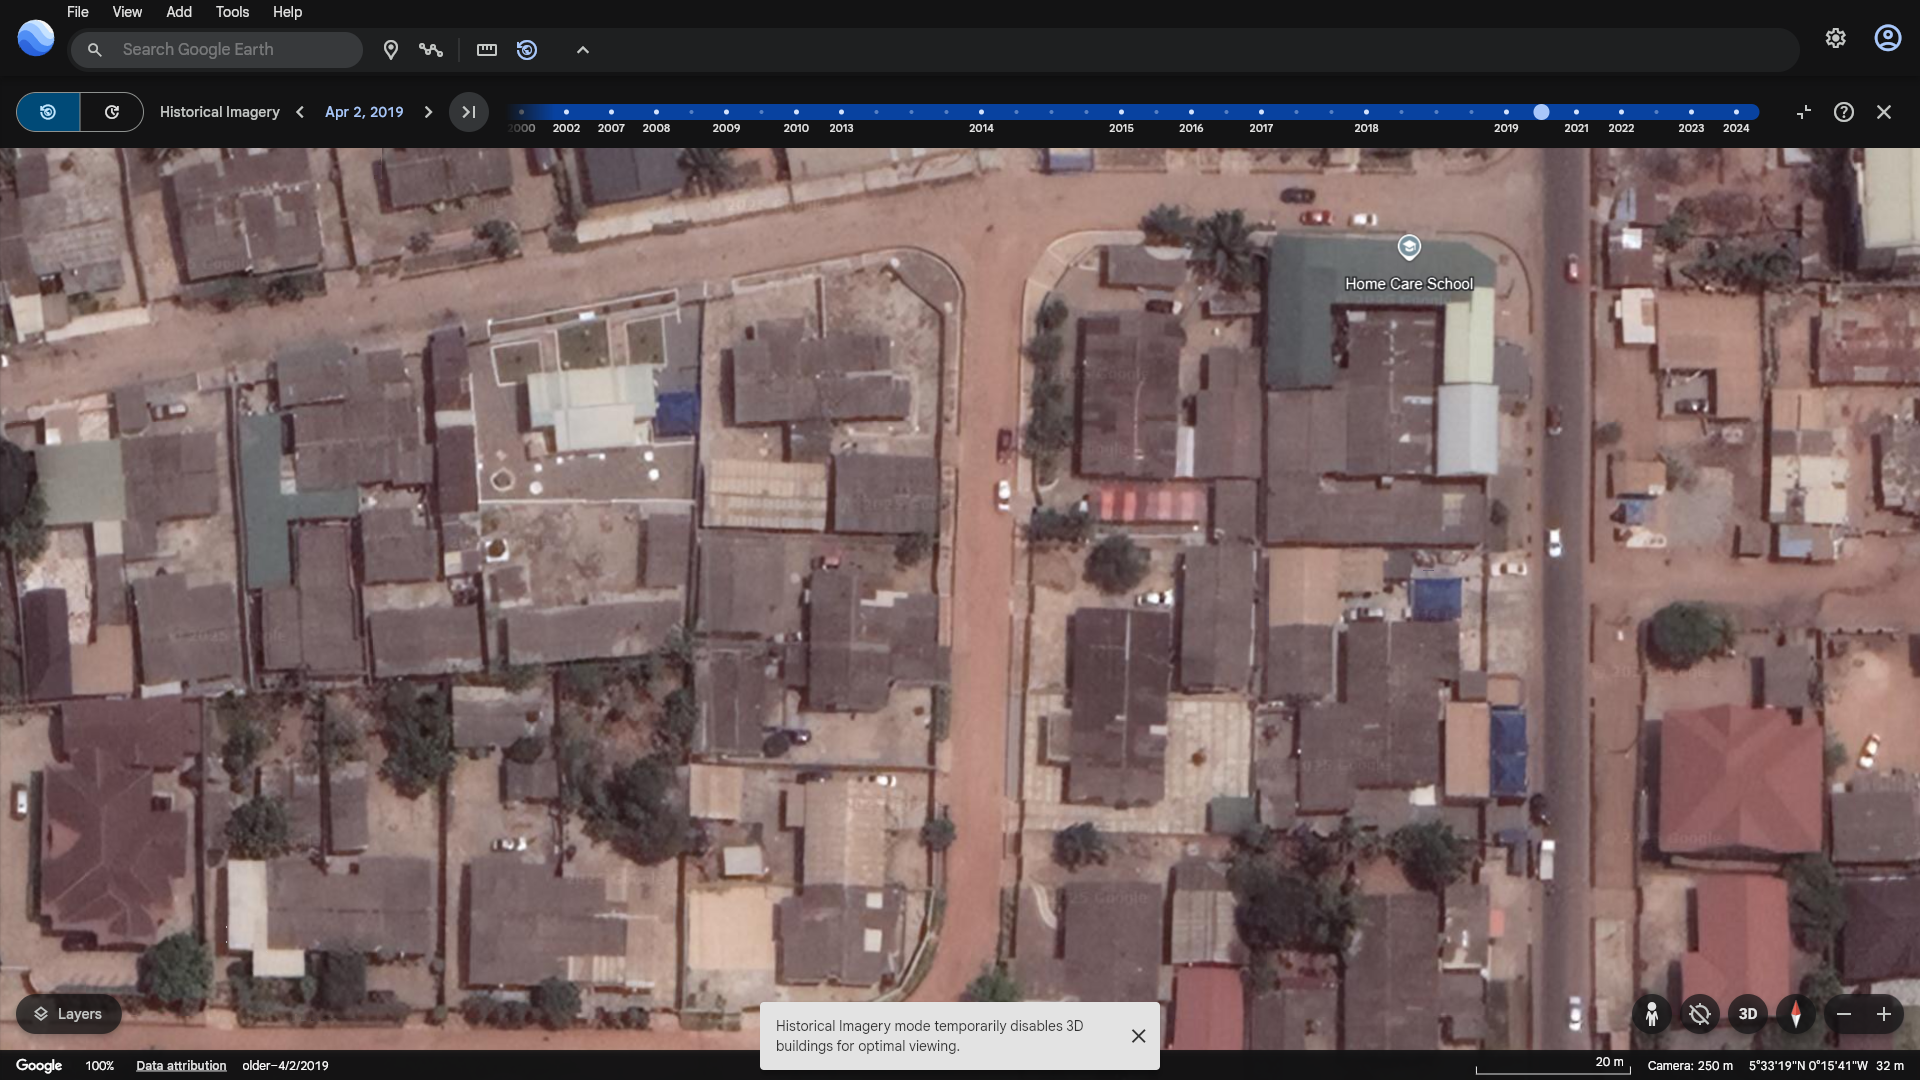 File View Add Tools Help
Search Google Earth
Historical Imagery Apr 2, 2019
2000 2002 2007 2008 2009 2010 2013 2014 2015 2016 2017 2018 2019 2021 2022 2023 2024
Home Care School
Layers
Historical Imagery mode temporarily disables 3D
buildings for optimal viewing.
3D
20 m
Google 100% Data attribution older–4/2/2019 Camera: 250 m 5°33'19"N 0°15'41"W 32 m